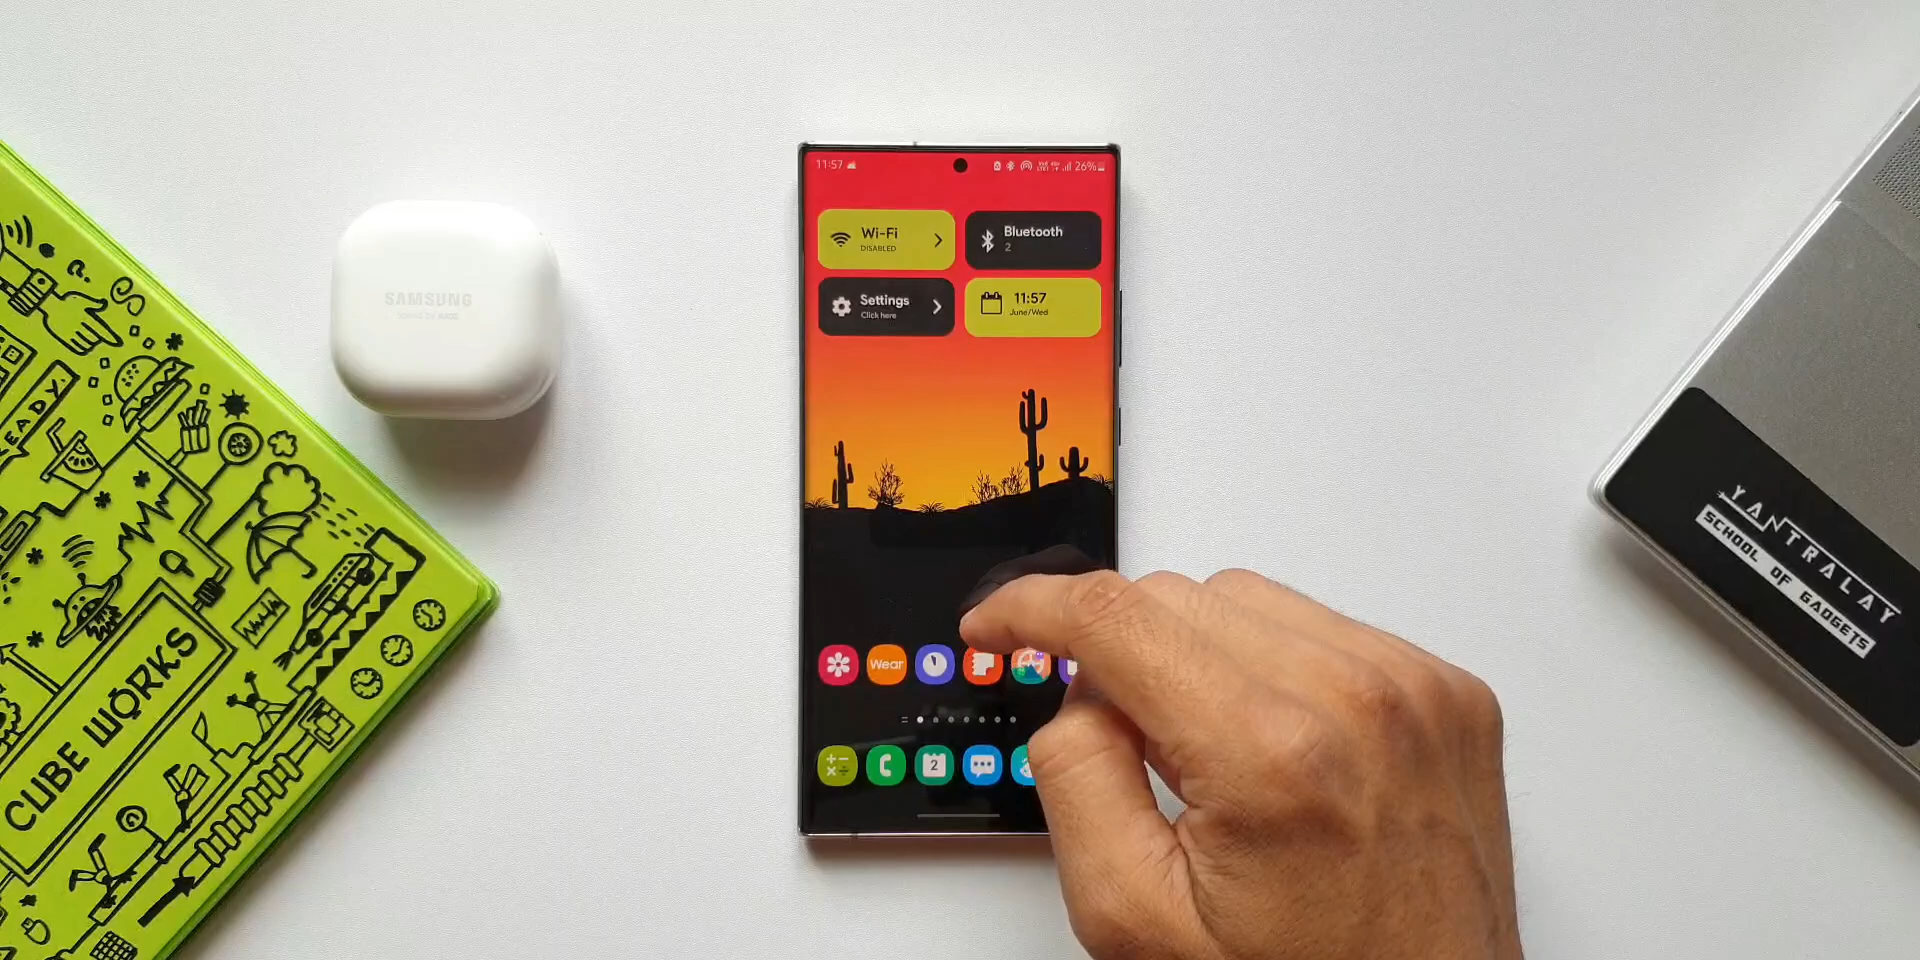 READY.
CUBE WORKS
SAMSUNG
11:57
26%
Wi-Fi
DISABLED
Bluetooth
2
Settings
Click here
11:57
June/Wed
Wear
2
YANTRALAY
SCHOOL OF GADGETS